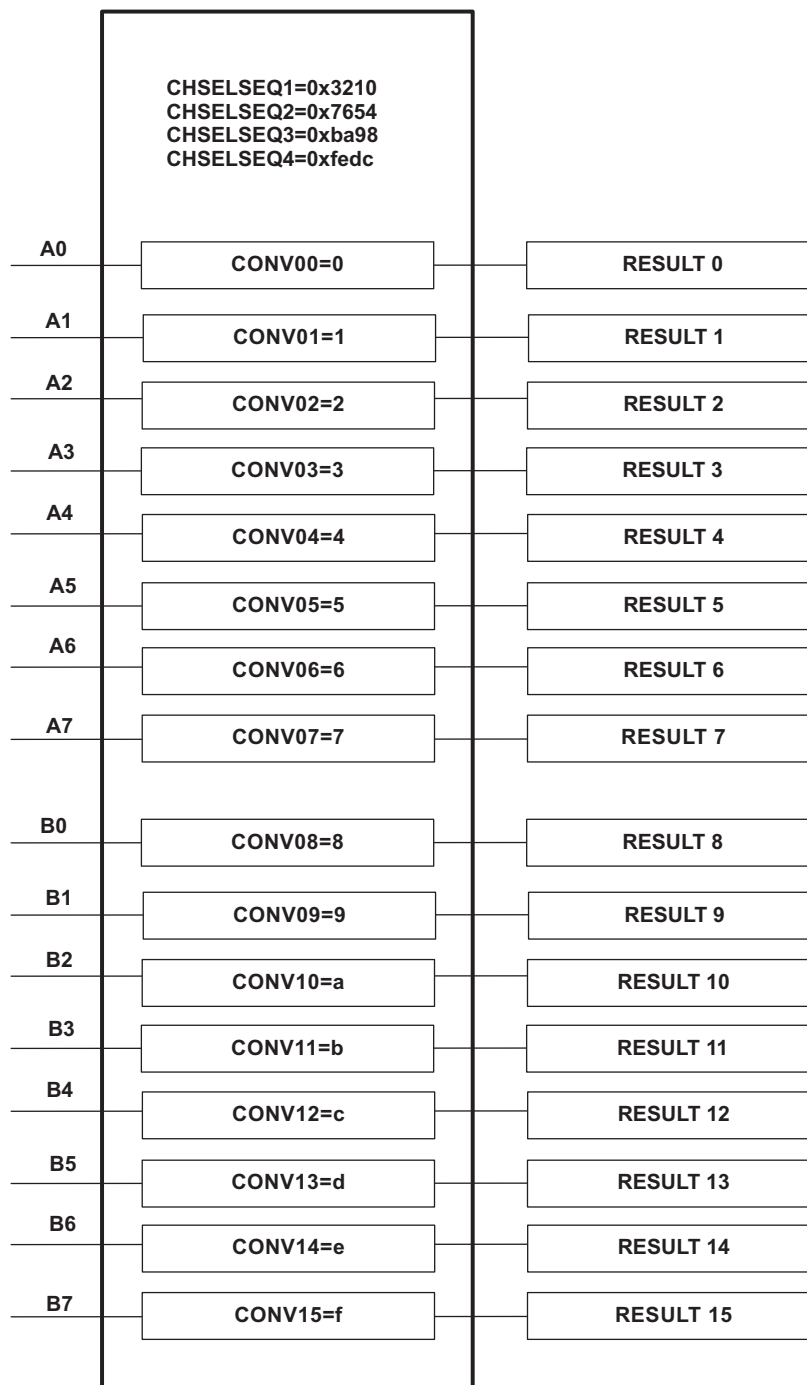 CHSELSEQ1=0x3210
CHSELSEQ2=0x7654
CHSELSEQ3=0xba98
CHSELSEQ4=0xfedc
A0 CONV00=0 RESULT 0
A1 CONV01=1 RESULT 1
A2 CONV02=2 RESULT 2
A3 CONV03=3 RESULT 3
A4 CONV04=4 RESULT 4
A5 CONV05=5 RESULT 5
A6 CONV06=6 RESULT 6
A7 CONV07=7 RESULT 7
B0 CONV08=8 RESULT 8
B1 CONV09=9 RESULT 9
B2 CONV10=a RESULT 10
B3 CONV11=b RESULT 11
B4 CONV12=c RESULT 12
B5 CONV13=d RESULT 13
B6 CONV14=e RESULT 14
B7 CONV15=f RESULT 15